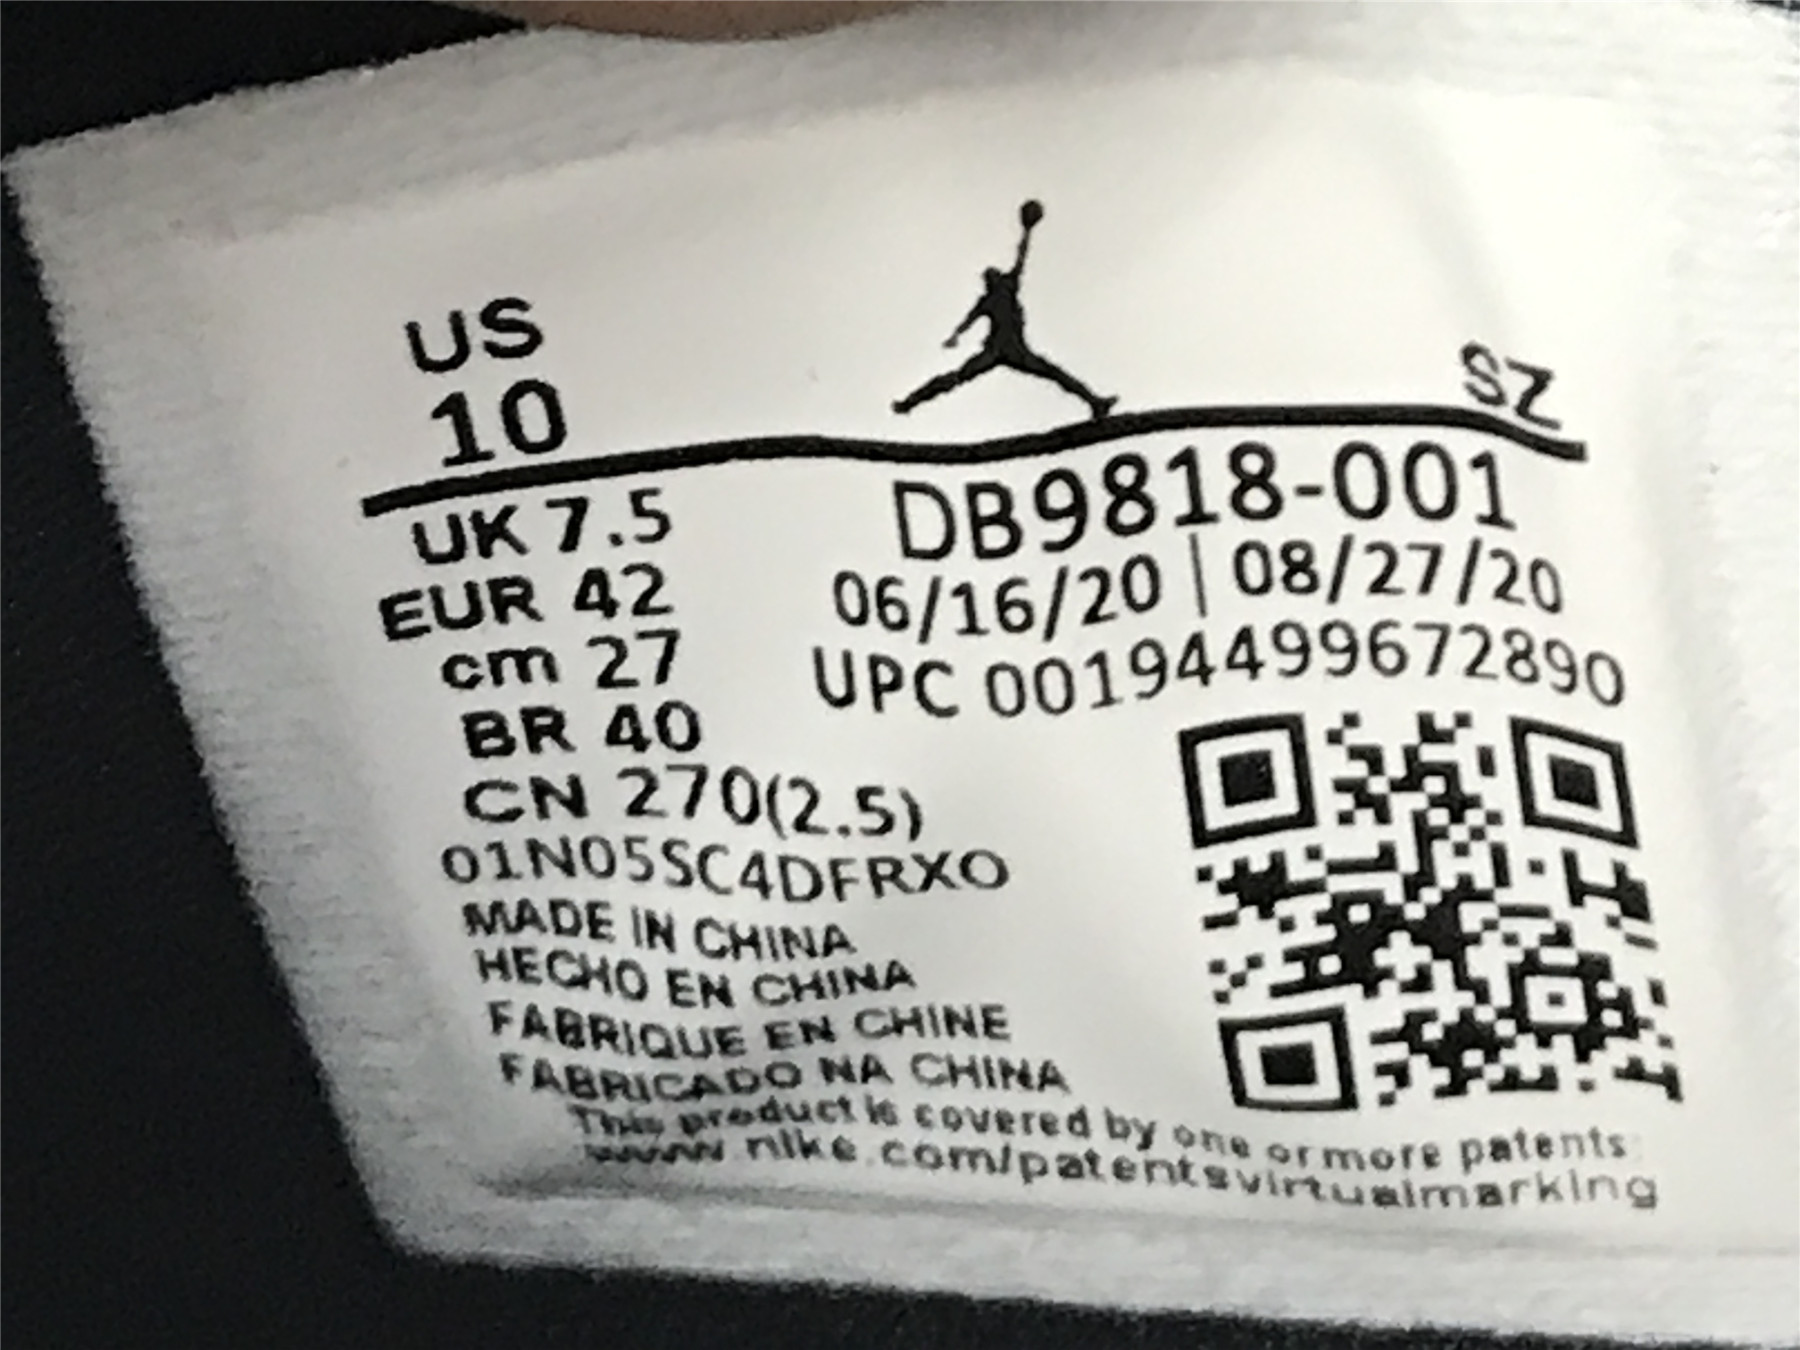 US
10
SZ
UK 7.5
DB9818-001
EUR 42
06/16/20 | 08/27/20
cm 27
UPC 00194499672890
BR 40
CN 270(2.5)
01N05SC4DFRXO
MADE IN CHINA
HECHO EN CHINA
FABRIQUE EN CHINE
FABRICADO NA CHINA
This product is covered by one or more patents
www.nike.com/patentsvirtualmarking